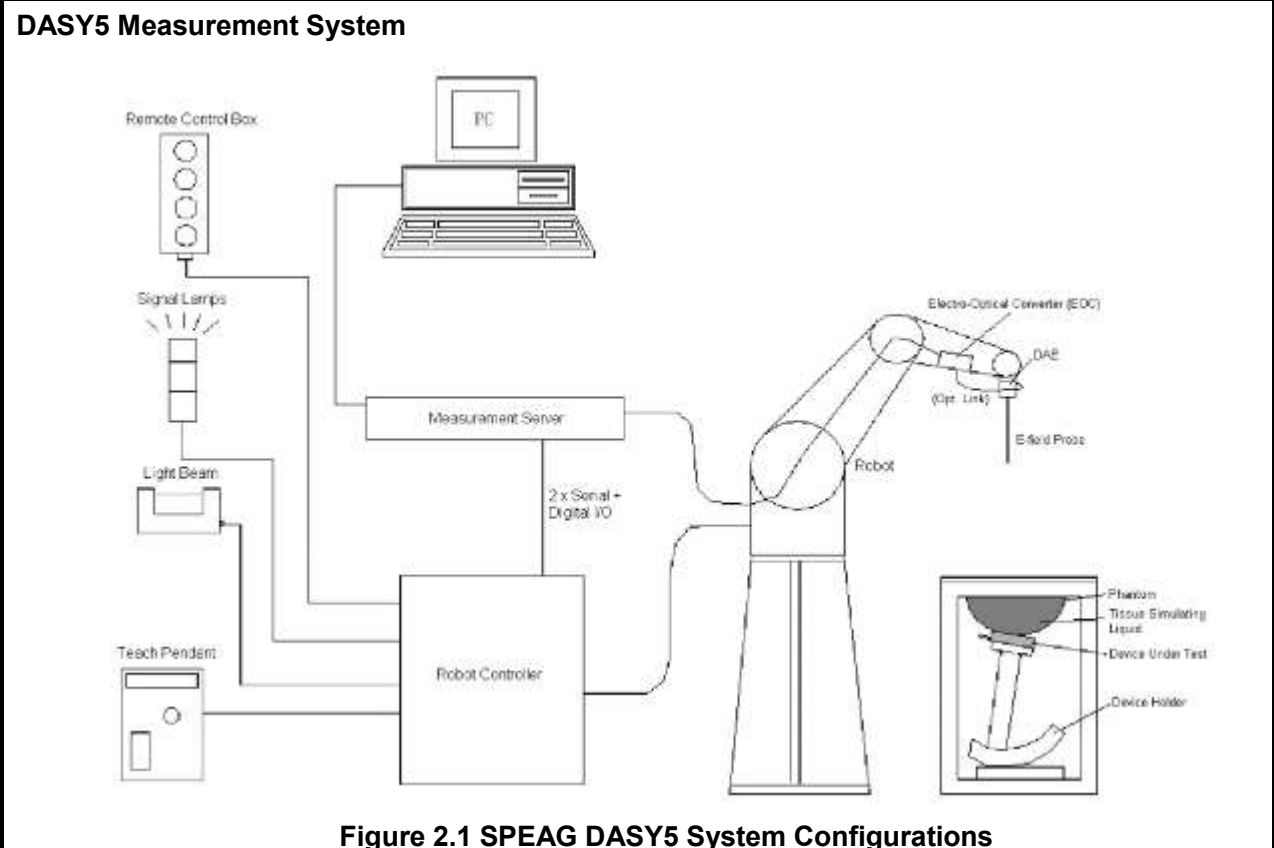 DASY5 Measurement System
Remote Control Box
PC
Signal Lamps
Electro-Optical Converter (EOC)
DAE
(Opt. Link)
Measurement Server
E-field Probe
Robot
Light Beam
2 x Serial +
Digital I/O
Phantom
Tissue Simulating
Liquid
Device Under Test
Teach Pendant
Robot Controller
Device Holder
Figure 2.1 SPEAG DASY5 System Configurations